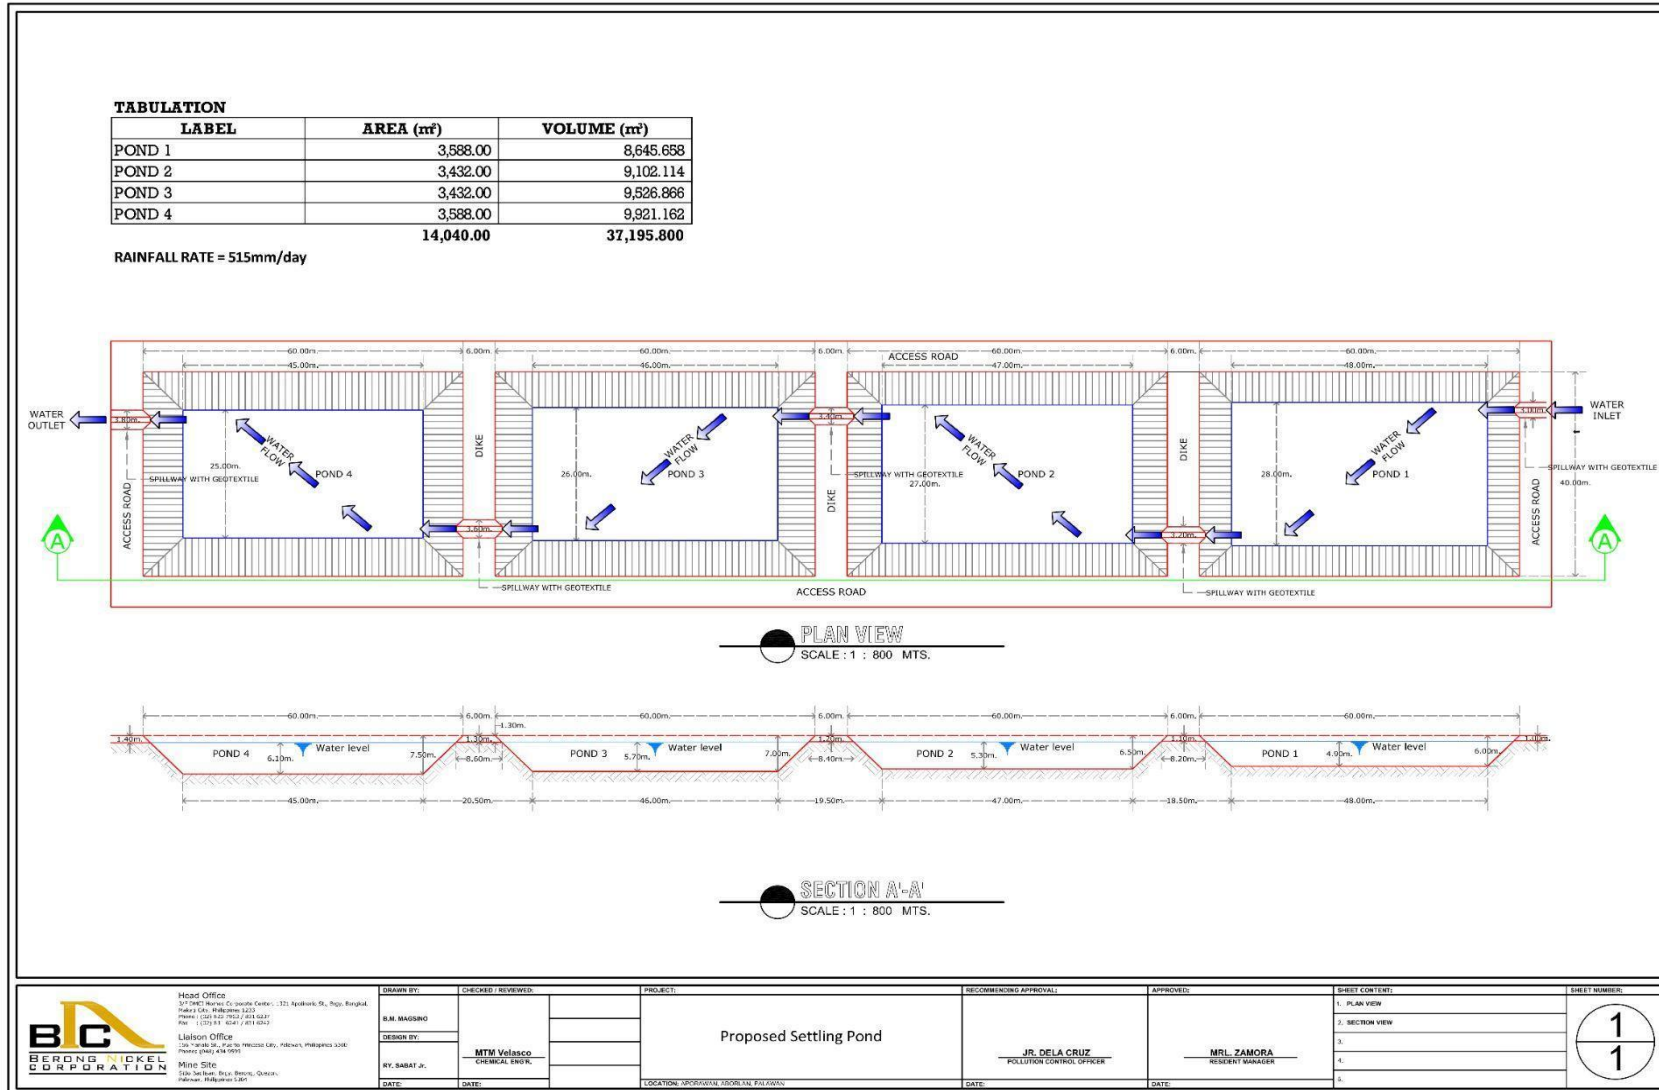 TABULATION
LABEL AREA (m²) VOLUME (m³)
POND 1 3,588.00 8,645.658
POND 2 3,432.00 9,102.114
POND 3 3,432.00 9,526.866
POND 4 3,588.00 9,921.162
14,040.00 37,195.800
RAINFALL RATE = 515mm/day
60.00m. 6.00m. 60.00m. 6.00m. 60.00m. 6.00m. 60.00m.
ACCESS ROAD
45.00m. 46.00m. 47.00m. 48.00m.
WATER OUTLET
3.80m.
3.40m.
3.00m.
WATER INLET
WATER FLOW
WATER FLOW
WATER FLOW
WATER FLOW
DIKE
DIKE
DIKE
25.00m. POND 4
26.00m. POND 3
27.00m. POND 2
28.00m. POND 1
SPILLWAY WITH GEOTEXTILE
SPILLWAY WITH GEOTEXTILE
SPILLWAY WITH GEOTEXTILE
40.00m.
ACCESS ROAD
ACCESS ROAD
3.60m.
3.20m.
A
A
SPILLWAY WITH GEOTEXTILE
SPILLWAY WITH GEOTEXTILE
ACCESS ROAD
PLAN VIEW
SCALE : 1 : 800 MTS.
60.00m. 6.00m. 60.00m. 6.00m. 60.00m. 6.00m. 60.00m.
1.30m.
1.40m. 1.30m. 1.20m. 1.10m. 1.00m.
POND 4 Water level
POND 3 Water level
POND 2 Water level
POND 1 Water level
6.10m. 7.50m. 8.60m. 5.70m. 7.00m. 8.40m. 5.30m. 6.50m. 8.20m. 4.90m. 6.00m.
45.00m. 20.50m. 46.00m. 19.50m. 47.00m. 18.50m. 48.00m.
SECTION A'-A'
SCALE : 1 : 800 MTS.
BNC
BERONG NICKEL
CORPORATION
Head Office
Liaison Office
Mine Site
DRAWN BY:
B.M. MAGSINO
DESIGN BY:
RY. SABAT Jr.
DATE:
CHECKED / REVIEWED:
MTM Velasco
CHEMICAL ENG'R.
DATE:
PROJECT:
Proposed Settling Pond
LOCATION: APORAWAN, ABORLAN, PALAWAN
RECOMMENDING APPROVAL:
JR. DELA CRUZ
POLLUTION CONTROL OFFICER
DATE:
APPROVED:
MRL. ZAMORA
RESIDENT MANAGER
DATE:
SHEET CONTENT:
1. PLAN VIEW
2. SECTION VIEW
3.
4.
5.
SHEET NUMBER:
1
1